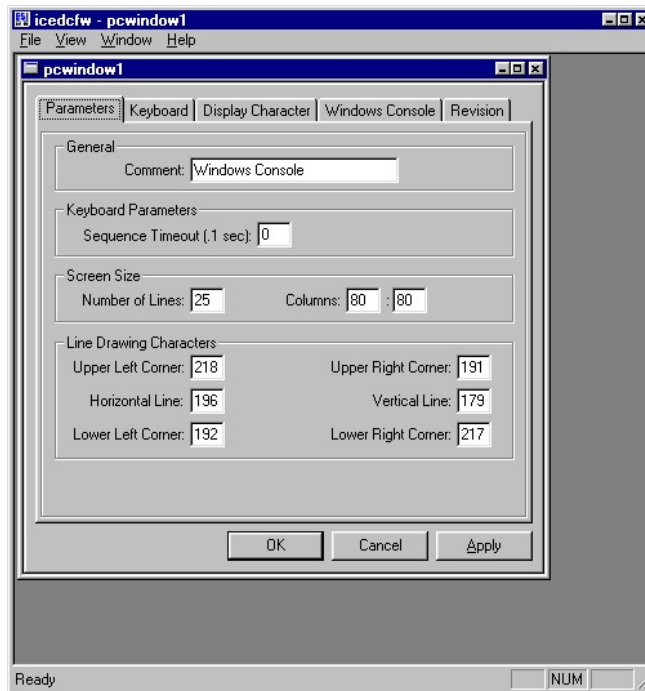 icedcfw - pcwindow1
File View Window Help
pcwindow1
Parameters Keyboard Display Character Windows Console Revision
General
Comment: Windows Console
Keyboard Parameters
Sequence Timeout (.1 sec): 0
Screen Size
Number of Lines: 25 Columns: 80 : 80
Line Drawing Characters
Upper Left Corner: 218 Upper Right Corner: 191
Horizontal Line: 196 Vertical Line: 179
Lower Left Corner: 192 Lower Right Corner: 217
OK Cancel Apply
Ready NUM